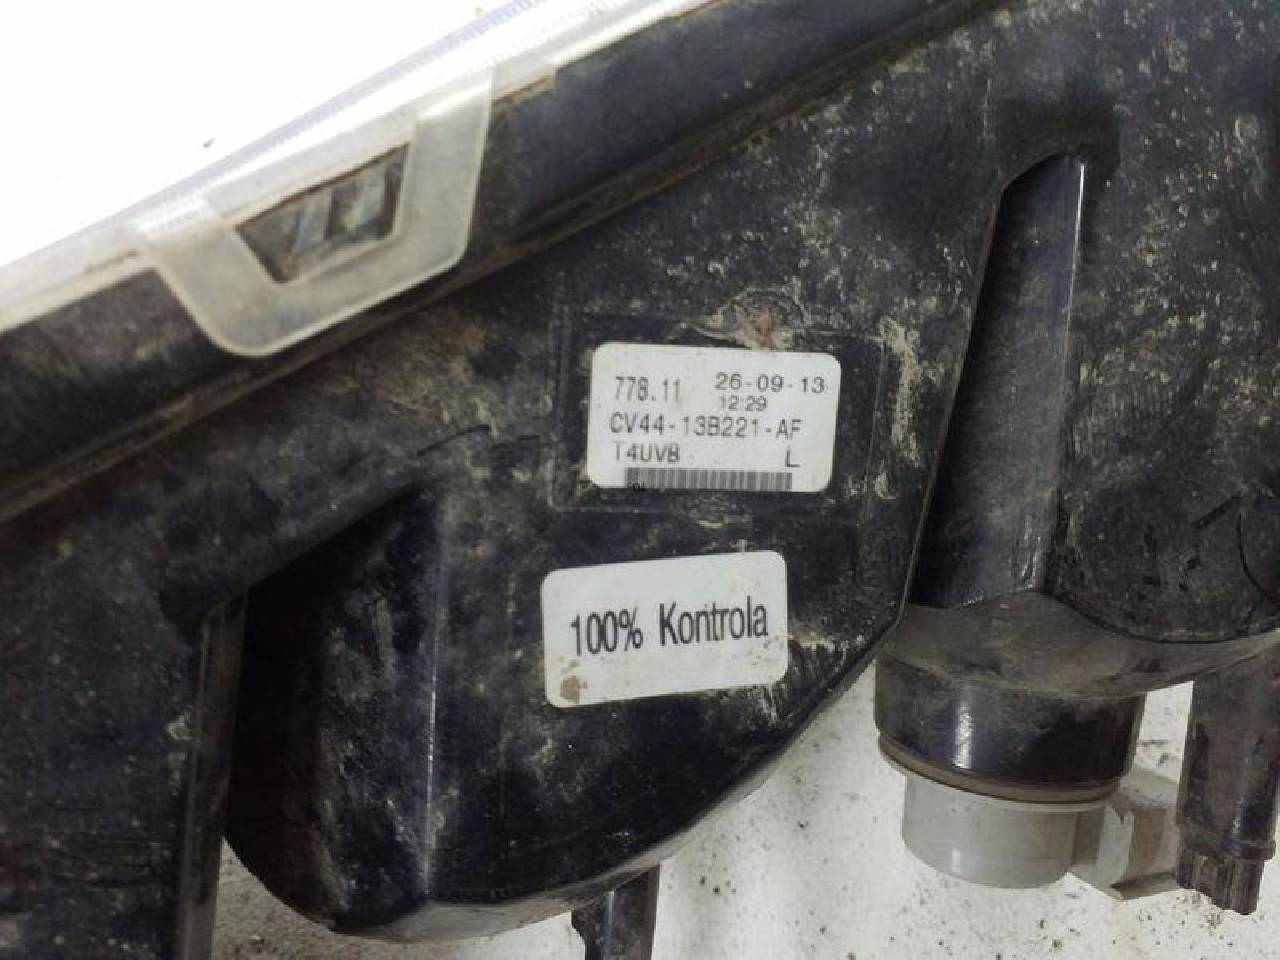 778.11 26-09-13
12:29
CV44-13B221-AF
T4UVB L
100% Kontrola